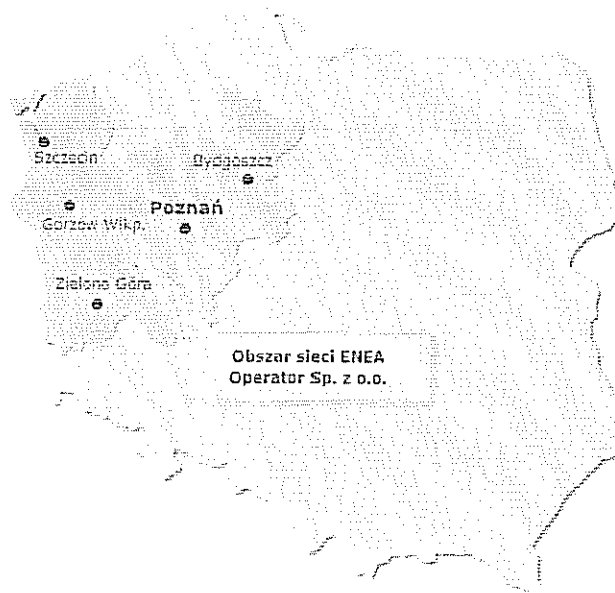 Szczecin
Bydgoszcz
Gorzów Wlkp.
Poznań
Zielona Góra
Obszar sieci ENEA
Operator Sp. z o.o.